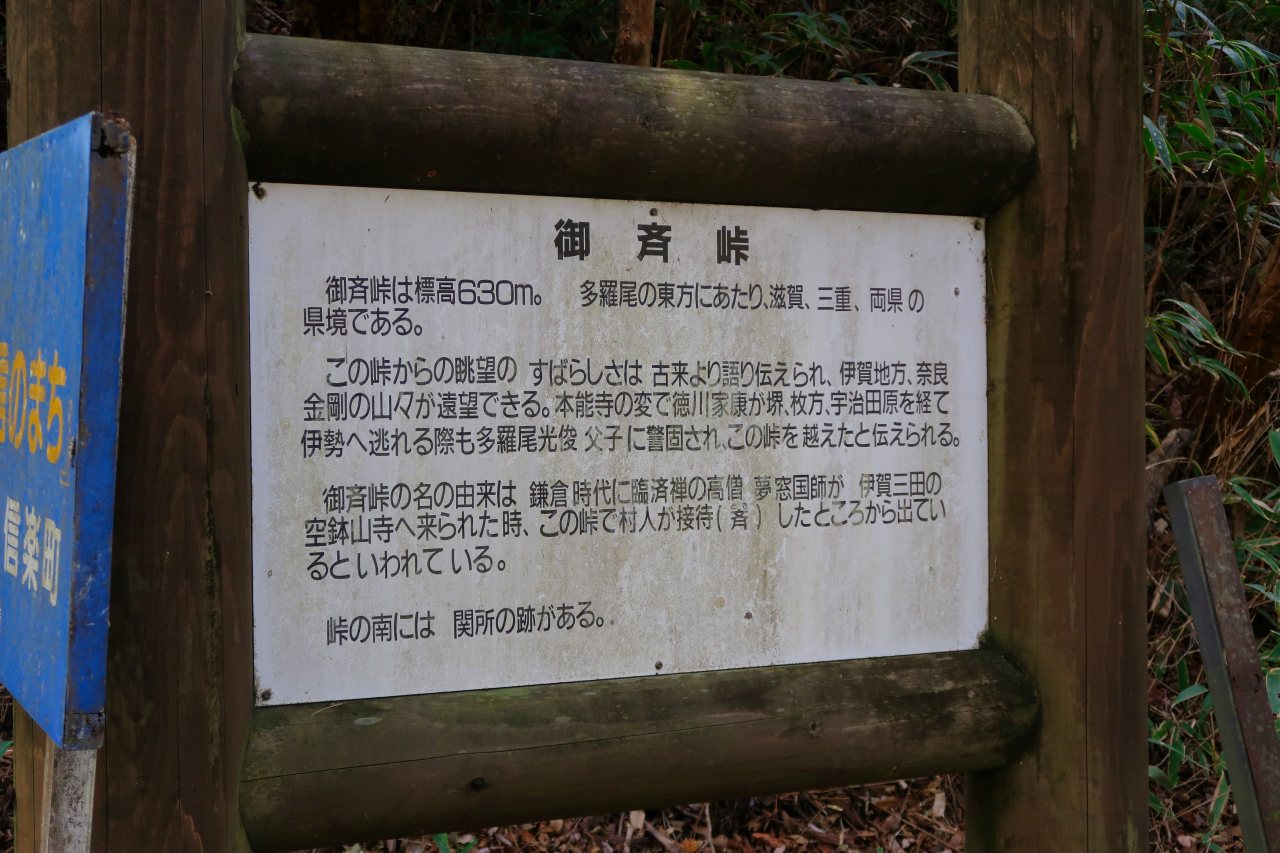 御斉峠
御斉峠は標高630m。 多羅尾の東方にあたり、滋賀、三重、両県の
県境である。
この峠からの眺望の すばらしさは 古来より語り伝えられ、伊賀地方、奈良
金剛の山々が遠望できる。本能寺の変で徳川家康が堺、枚方、宇治田原を経て
伊勢へ逃れる際も多羅尾光俊 父子に警固され、この峠を越えたと伝えられる。
御斉峠の名の由来は 鎌倉時代に臨済禅の高僧 夢窓国師が 伊賀三田の
空鉢山寺へ来られた時、この峠で村人が接待(斉) したところから出てい
るといわれている。
峠の南には 関所の跡がある。
のまち
信楽町